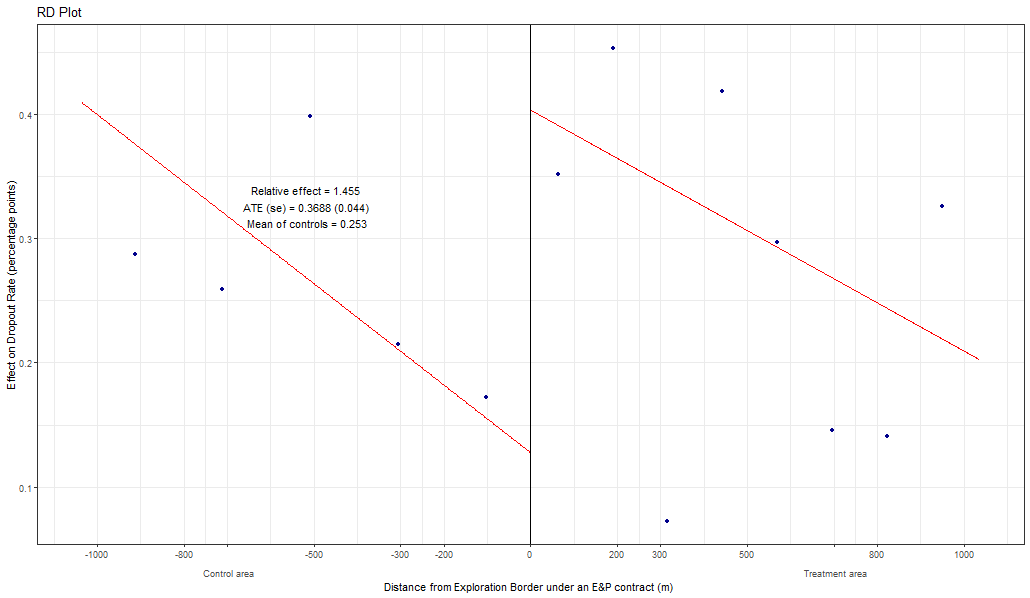 RD Plot
Effect on Dropout Rate (percentage points)
0.4
0.3
0.2
0.1
Relative effect = 1.455
ATE (se) = 0.3688 (0.044)
Mean of controls = 0.253
-1000 -800 -500 -300 -200 0 200 300 500 800 1000
Control area Treatment area
Distance from Exploration Border under an E&P contract (m)